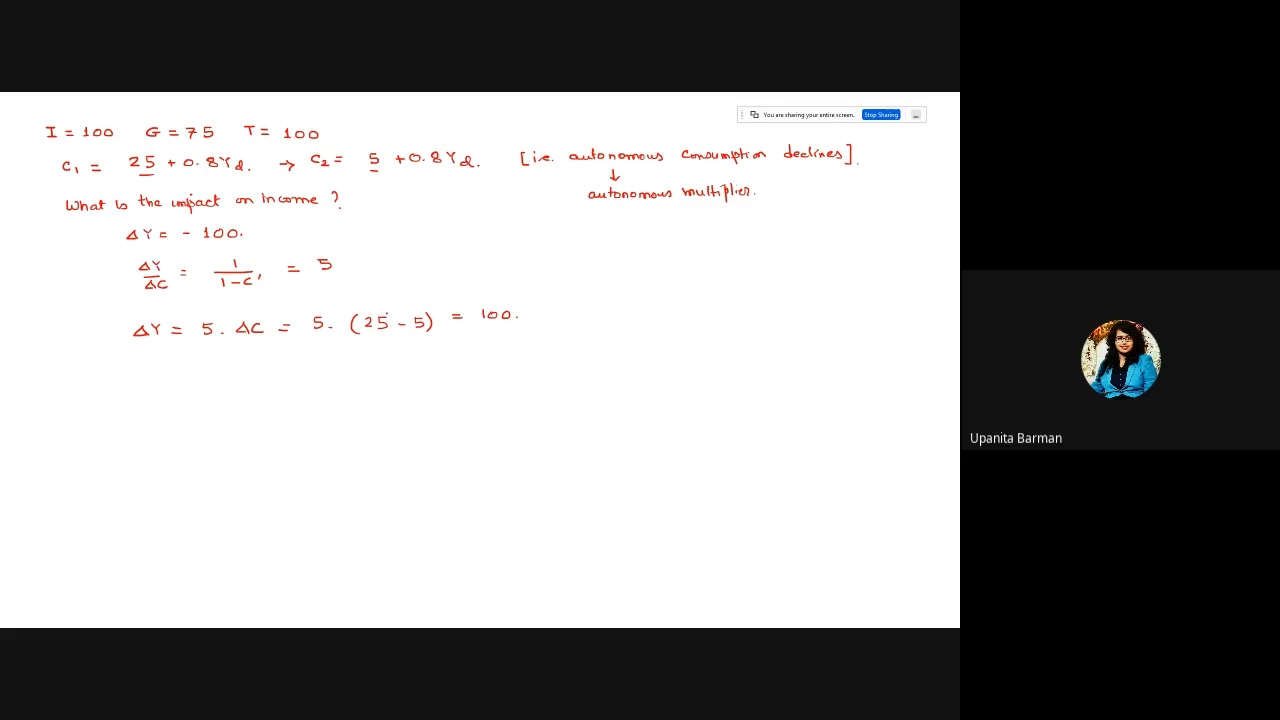 You are sharing your entire screen. Stop Sharing
I = 100 G = 75 T = 100
C₁ = 25 + 0.8Yd. → C₂ = 5 + 0.8Yd. [i.e. autonomous consumption declines].
↓
autonomous multiplier.
What is the impact on income ?
ΔY = - 100.
ΔY/ΔC = 1/(1-c') = 5
ΔY = 5. ΔC = 5. (25 - 5) = 100.
Upanita Barman